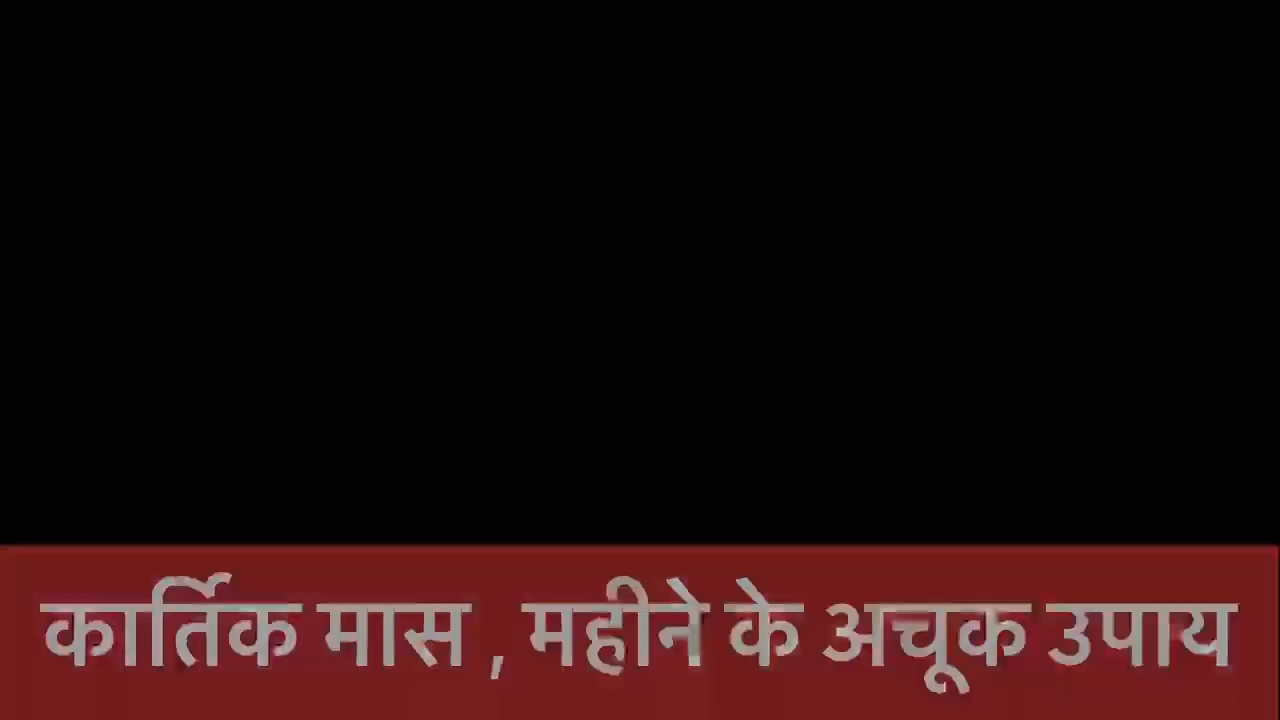 कार्तिक मास , महीने के अचूक उपाय